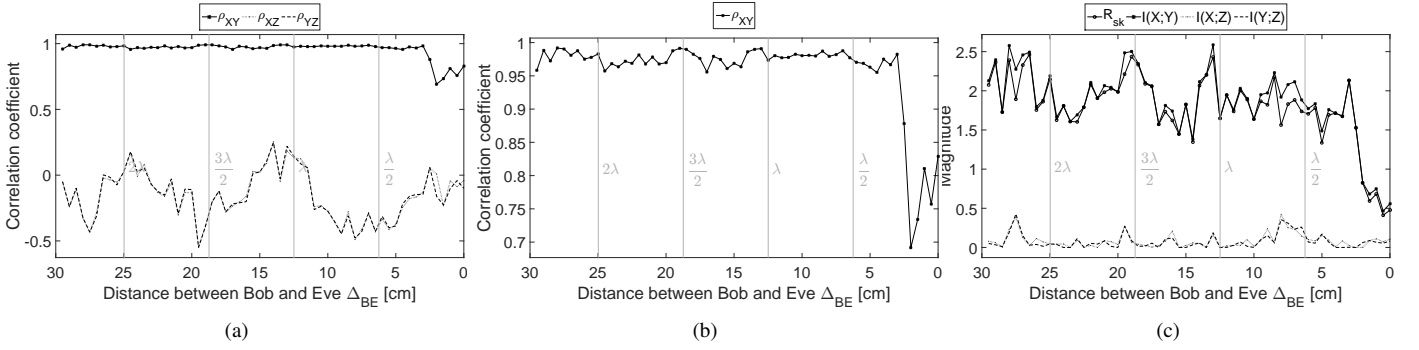 ρXY ρXZ ρYZ
Correlation coefficient
1
0.5
0
-0.5
2λ
3λ/2
λ
λ/2
30 25 20 15 10 5 0
Distance between Bob and Eve ΔBE [cm]
(a)
ρXY
Correlation coefficient
1
0.95
0.9
0.85
0.8
0.75
0.7
2λ
3λ/2
λ
λ/2
30 25 20 15 10 5 0
Distance between Bob and Eve ΔBE [cm]
(b)
Rsk I(X;Y) I(X;Z) I(Y;Z)
Magnitude
2.5
2
1.5
1
0.5
0
2λ
3λ/2
λ
λ/2
30 25 20 15 10 5 0
Distance between Bob and Eve ΔBE [cm]
(c)